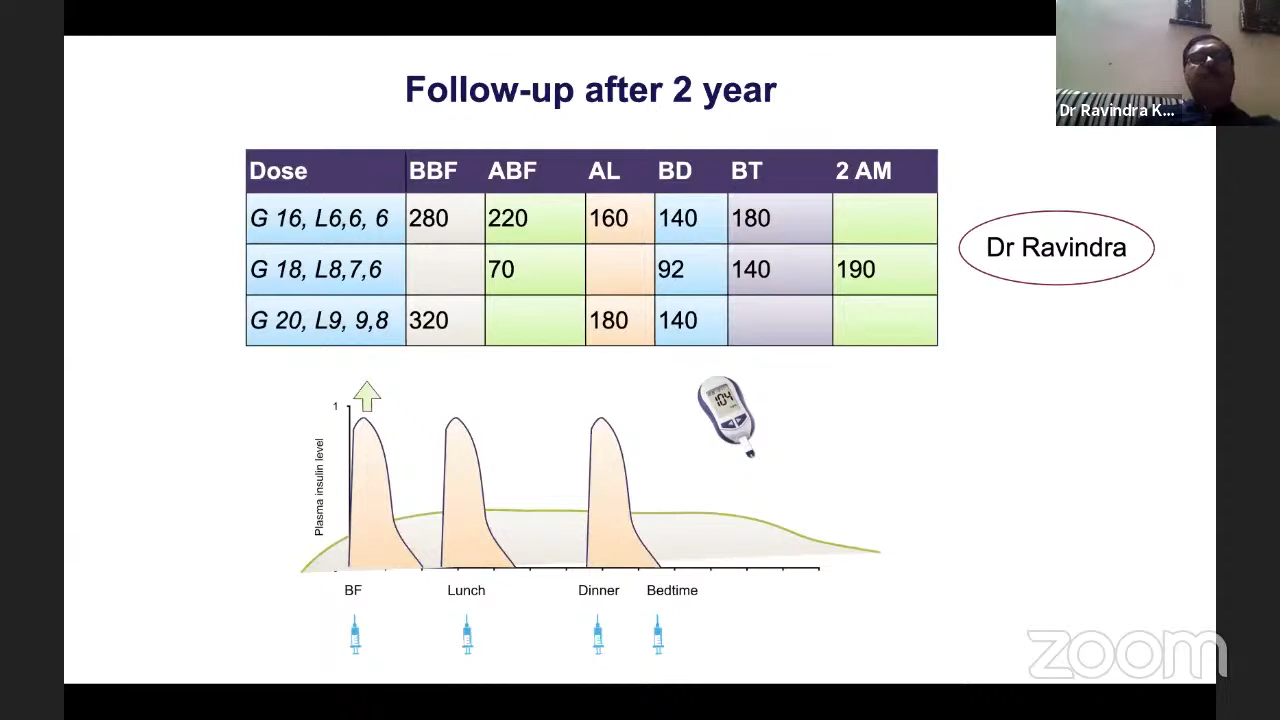 Follow-up after 2 year
Dr Ravindra K...
Dose BBF ABF AL BD BT 2 AM
G 16, L6,6, 6 280 220 160 140 180
G 18, L8,7,6 70 92 140 190
G 20, L9, 9,8 320 180 140
Dr Ravindra
104
1
Plasma insulin level
BF Lunch Dinner Bedtime
zoom